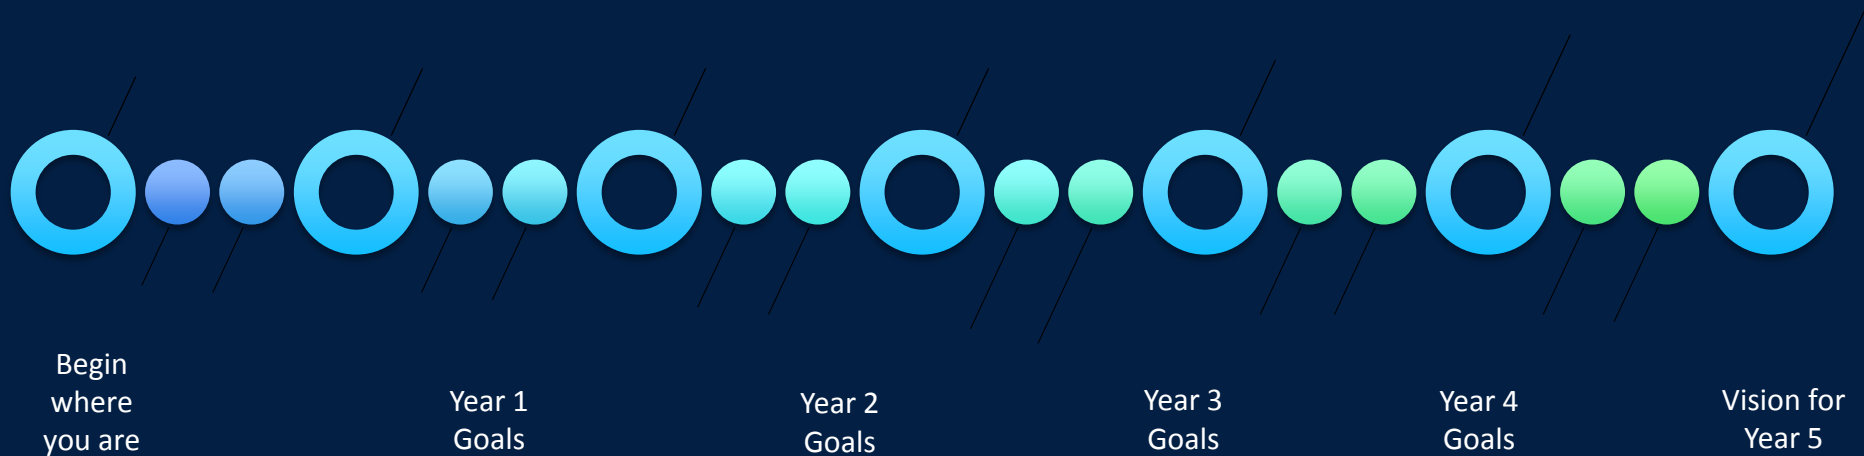 Begin
where
you are
Year 1
Goals
Year 2
Goals
Year 3
Goals
Year 4
Goals
Vision for
Year 5